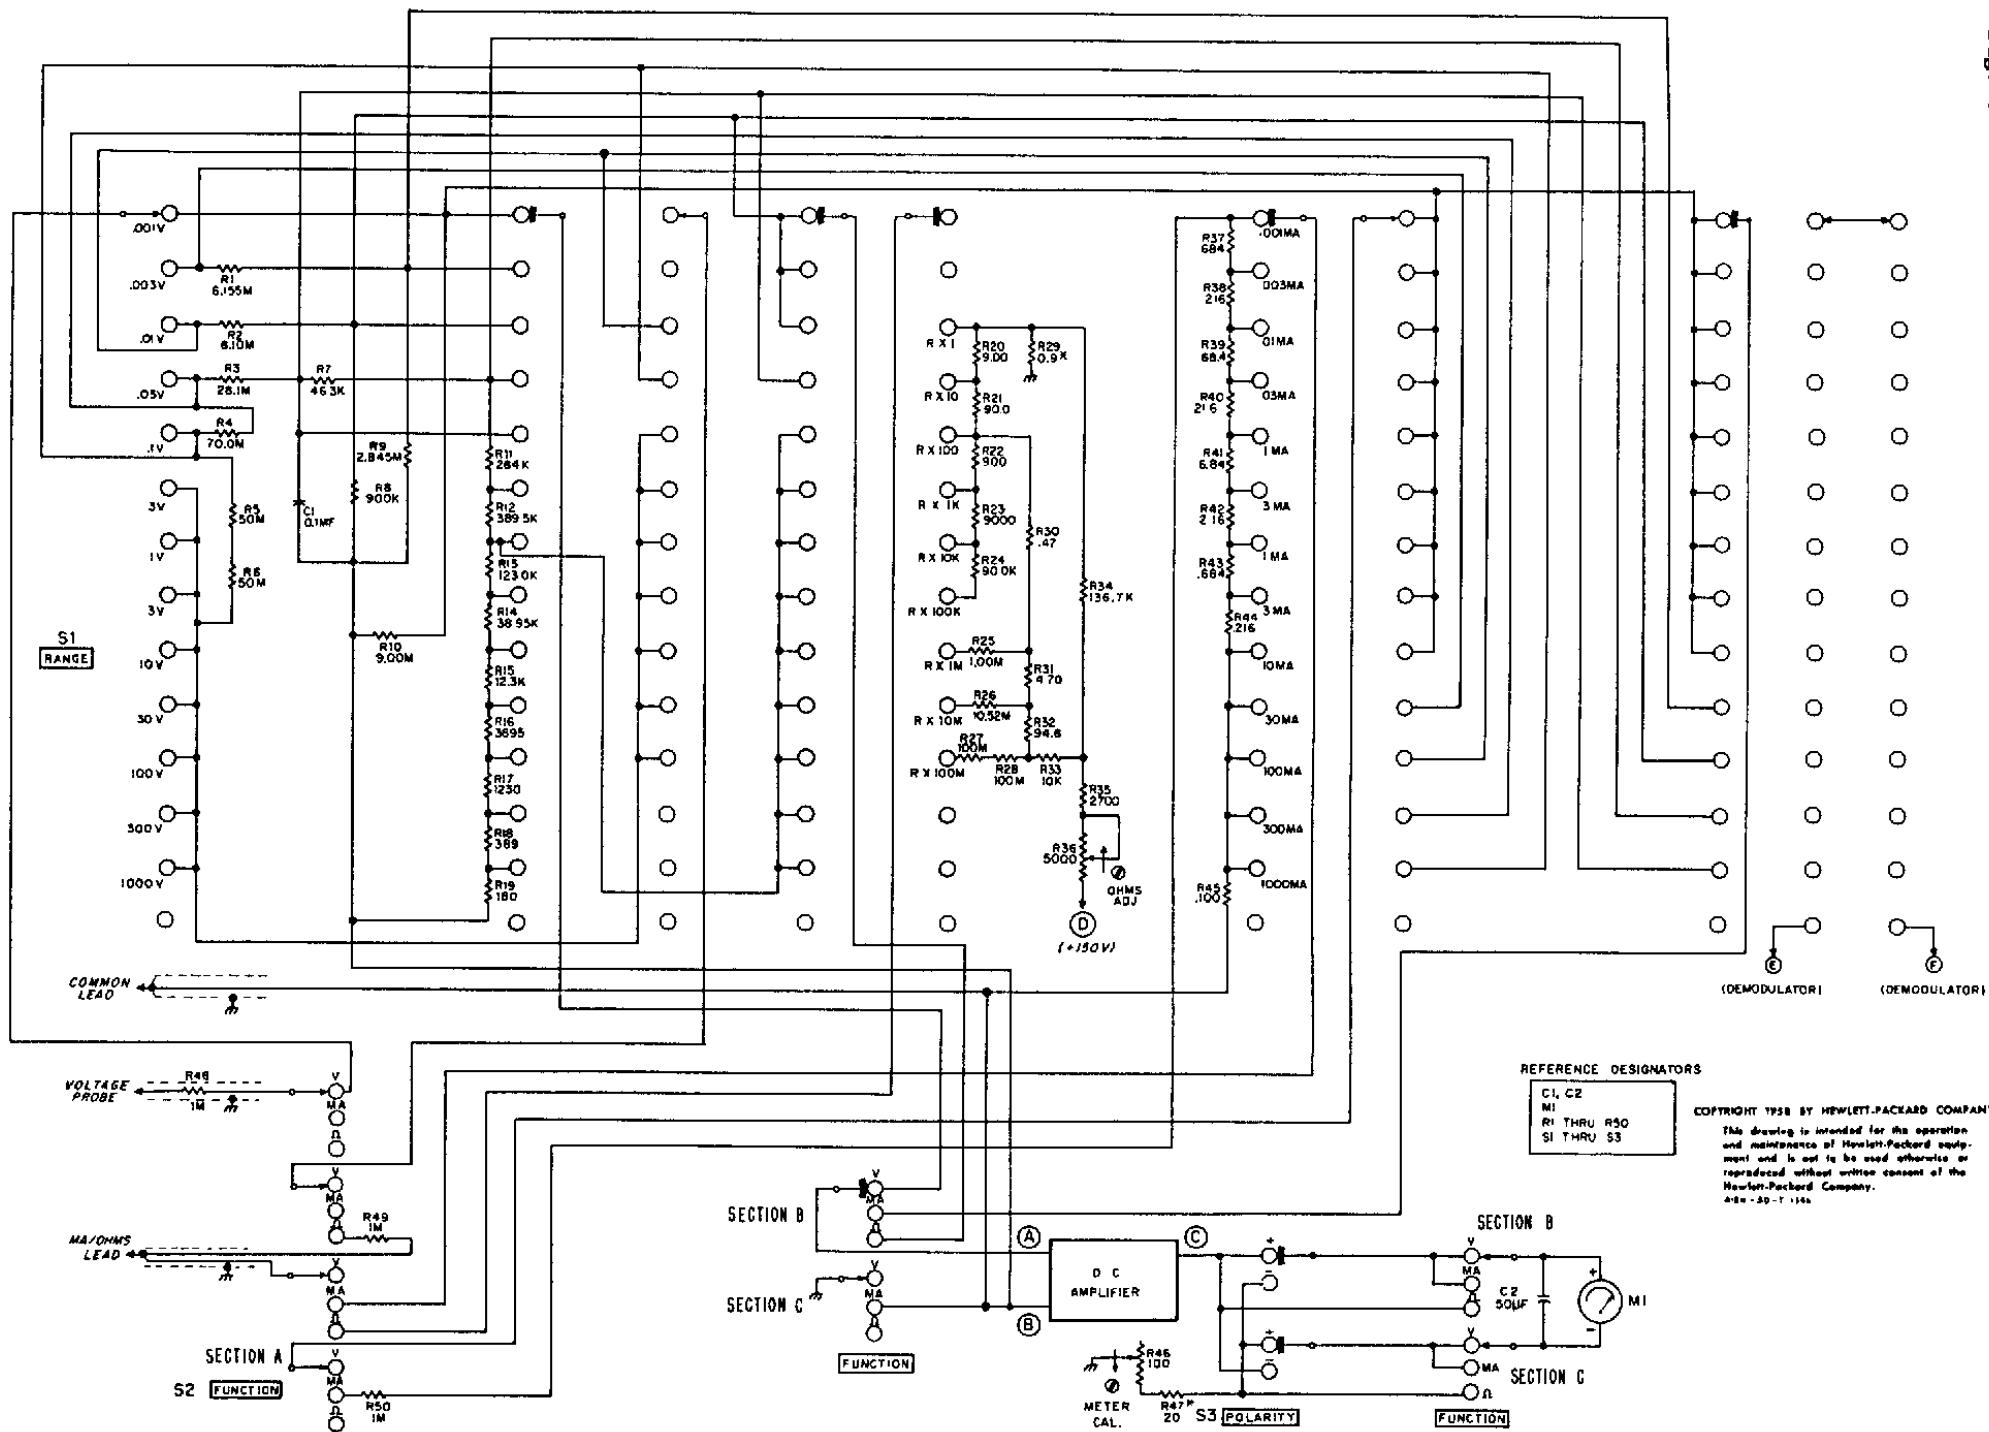 .001V
.003V
.01V
.05V
.1V
3V
1V
3V
10V
30V
100V
300V
1000V
S1
RANGE
R1
6.155M
R2
6.10M
R3
28.1M
R4
70.0M
R5
50M
R6
50M
R7
463K
C1
0.1MF
R8
900K
R9
2.845M
R10
9.00M
R11
284K
R12
389.5K
R15
123.0K
R14
38.95K
R15
12.3K
R16
3695
R17
1230
R18
389
R19
180
R X 1
R X 10
R X 100
R X 1K
R X 10K
R X 100K
R X 1M
R X 10M
R X 100M
R20
9.00
R21
90.0
R22
900
R23
9000
R24
90.0K
R25
1.00M
R26
10.52M
R27
100M
R28
100M
R29
0.9*
R30
.47
R31
4.70
R32
94.6
R33
10K
R34
136.7K
R35
2700
R36
5000
OHMS
ADJ
D
(+150V)
R37
684
R38
216
R39
68.4
R40
21.6
R41
6.84
R42
2.16
R43
.684
R44
.216
R45
.100
.001MA
.003MA
.01MA
.03MA
.1MA
.3MA
1MA
3MA
10MA
30MA
100MA
300MA
1000MA
E
(DEMODULATOR)
F
(DEMODULATOR)
COMMON
LEAD
VOLTAGE
PROBE
R48
1M
V
MA
Ω
V
MA
Ω
R49
1M
MA/OHMS
LEAD
V
MA
Ω
SECTION A
V
MA
Ω
R50
1M
S2
FUNCTION
SECTION B
V
MA
Ω
SECTION C
V
MA
Ω
FUNCTION
A
B
C
D C
AMPLIFIER
R46
100
METER
CAL.
R47*
20
S3
POLARITY
+
-
+
-
SECTION B
V
MA
Ω
V
MA
Ω
SECTION C
FUNCTION
C2
50UF
+
-
M1
REFERENCE DESIGNATORS
C1, C2
M1
R1 THRU R50
S1 THRU S3
COPYRIGHT 1958 BY HEWLETT-PACKARD COMPANY
This drawing is intended for the operation
and maintenance of Hewlett-Packard equip-
ment and is not to be used otherwise or
reproduced without written consent of the
Hewlett-Packard Company.